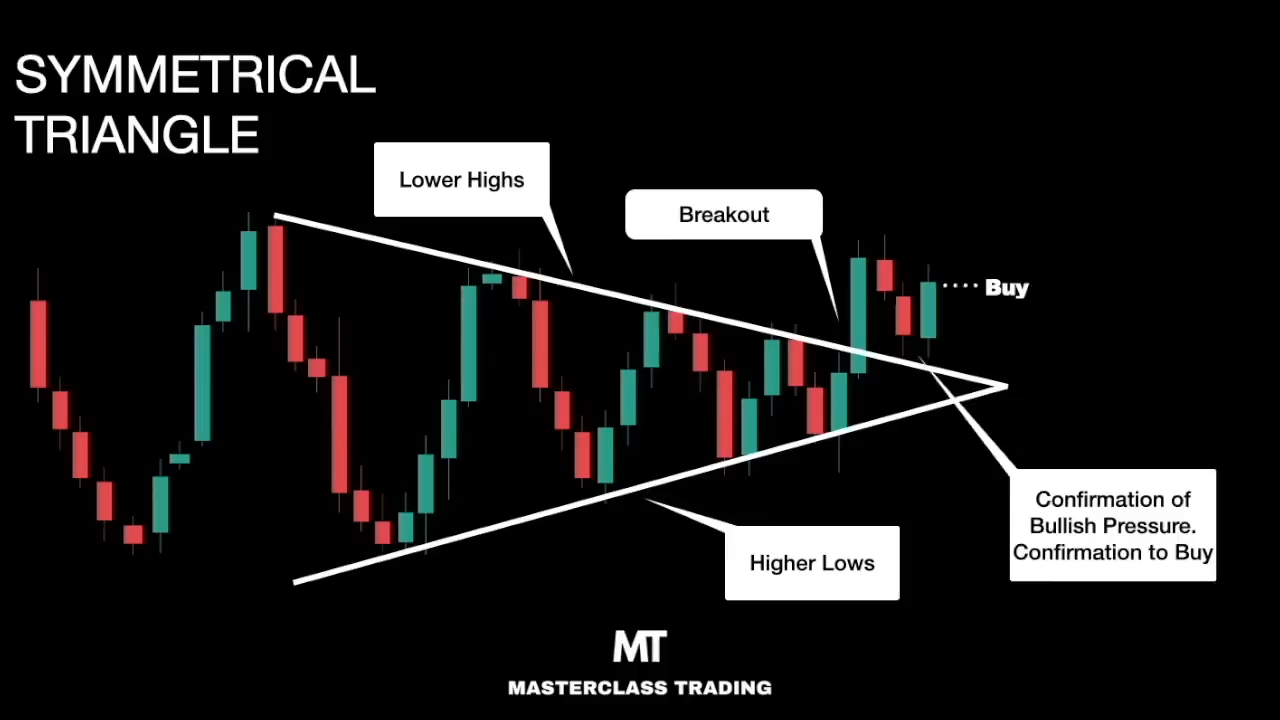 SYMMETRICAL
TRIANGLE
Lower Highs
Breakout
Buy
Confirmation of
Bullish Pressure.
Confirmation to Buy
Higher Lows
MT
MASTERCLASS TRADING